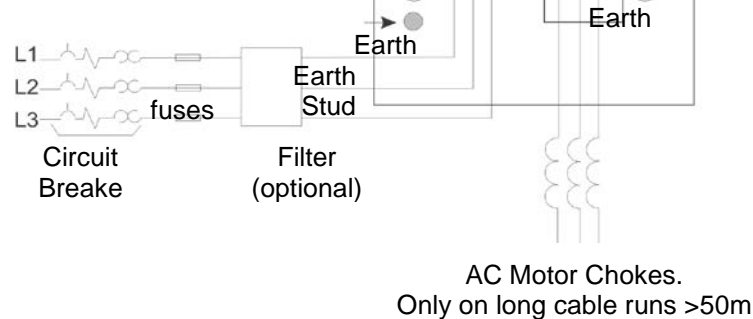 Earth
Earth
L1
L2
L3
Earth
Stud
fuses
Circuit
Breake
Filter
(optional)
AC Motor Chokes.
Only on long cable runs >50m